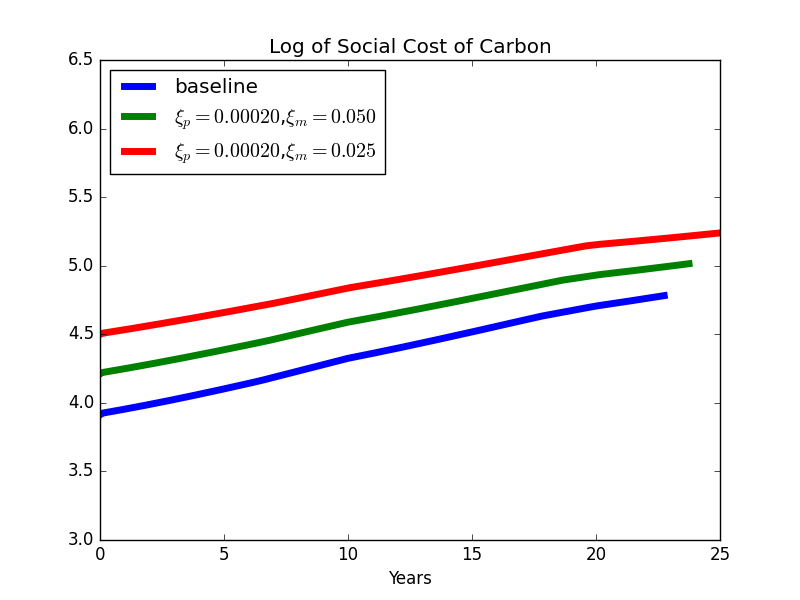 Log of Social Cost of Carbon
6.5
6.0
5.5
5.0
4.5
4.0
3.5
3.0
baseline
ξp = 0.00020,ξm = 0.050
ξp = 0.00020,ξm = 0.025
0 5 10 15 20 25
Years